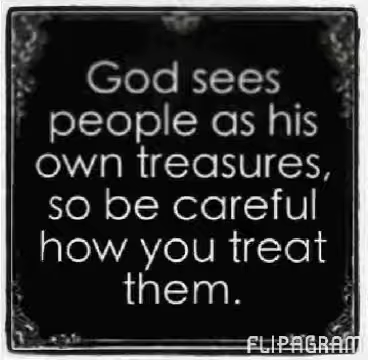 God sees
people as his
own treasures,
so be careful
how you treat
them.
FLIPAGRAM